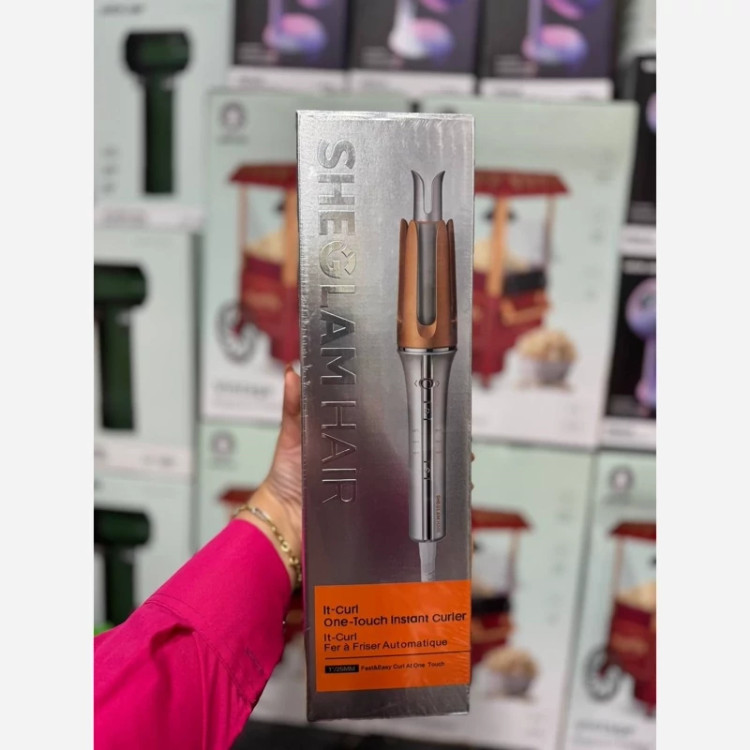 SHEGLAM HAIR
It-Curl
One-Touch Instant Curler
It-Curl
Fer à Friser Automatique
Fast&Easy Curl At One Touch